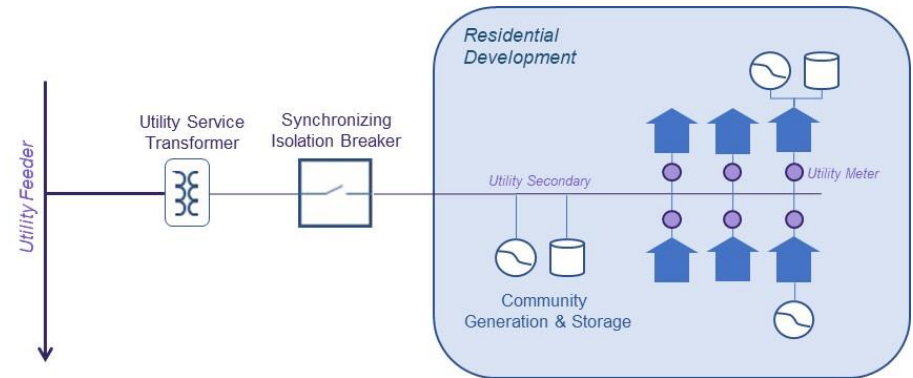 Residential
Development
Utility Service
Transformer
Synchronizing
Isolation Breaker
Utility Feeder
Utility Secondary
Utility Meter
Community
Generation & Storage